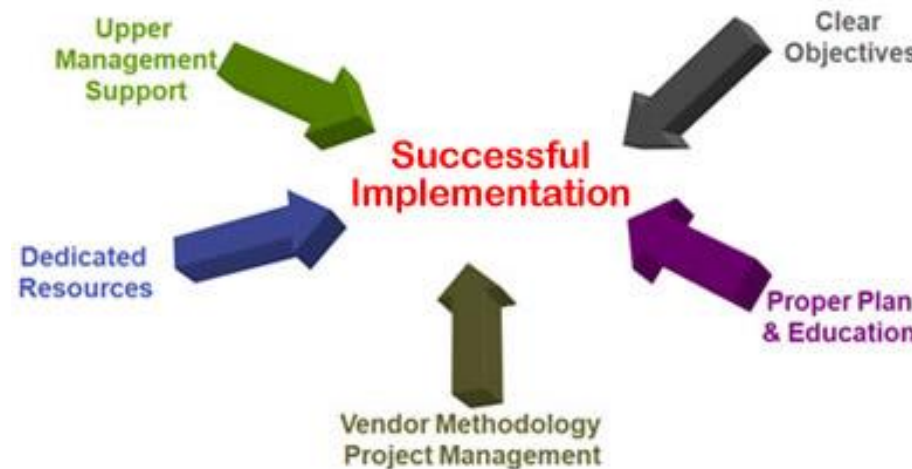 Upper
Management
Support
Clear
Objectives
Successful
Implementation
Dedicated
Resources
Proper Plan
& Education
Vendor Methodology
Project Management